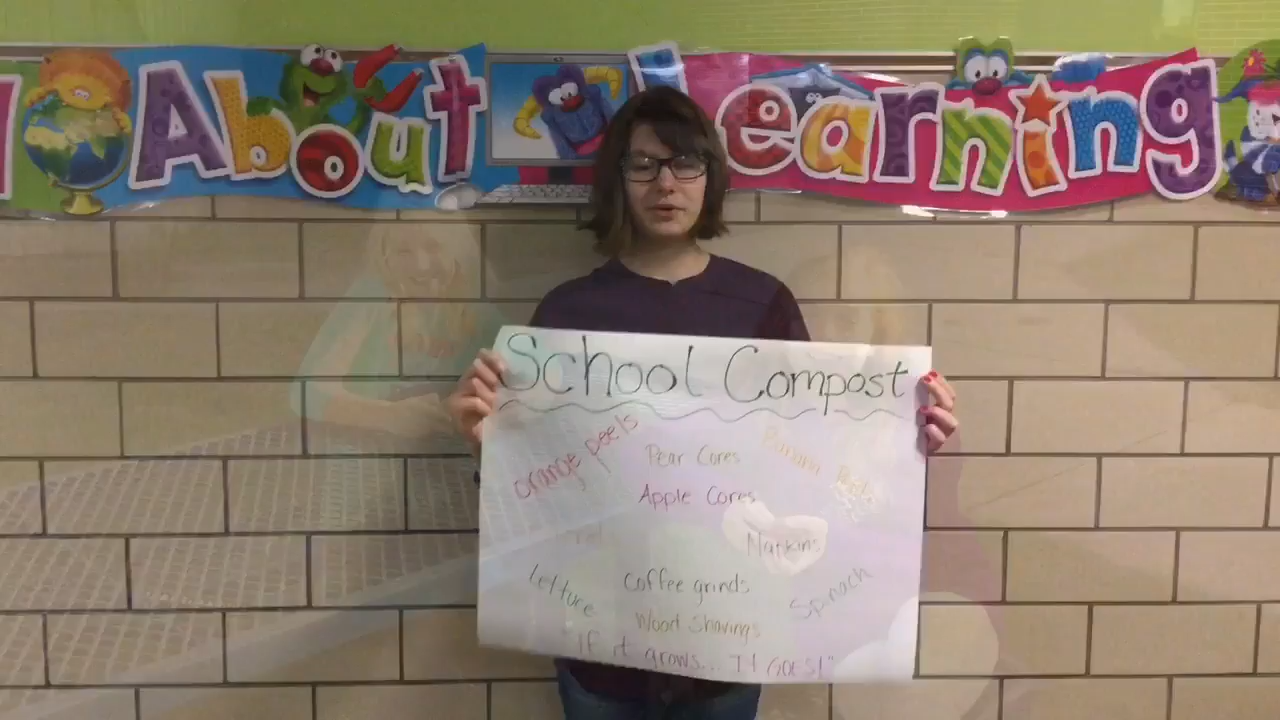 About learning
School Compost
orange peels
Pear Cores
Banana Peels
Apple Cores
Napkins
Lettuce
Coffee grinds
Spinach
Wood Shavings
"If it grows... It GOES!"